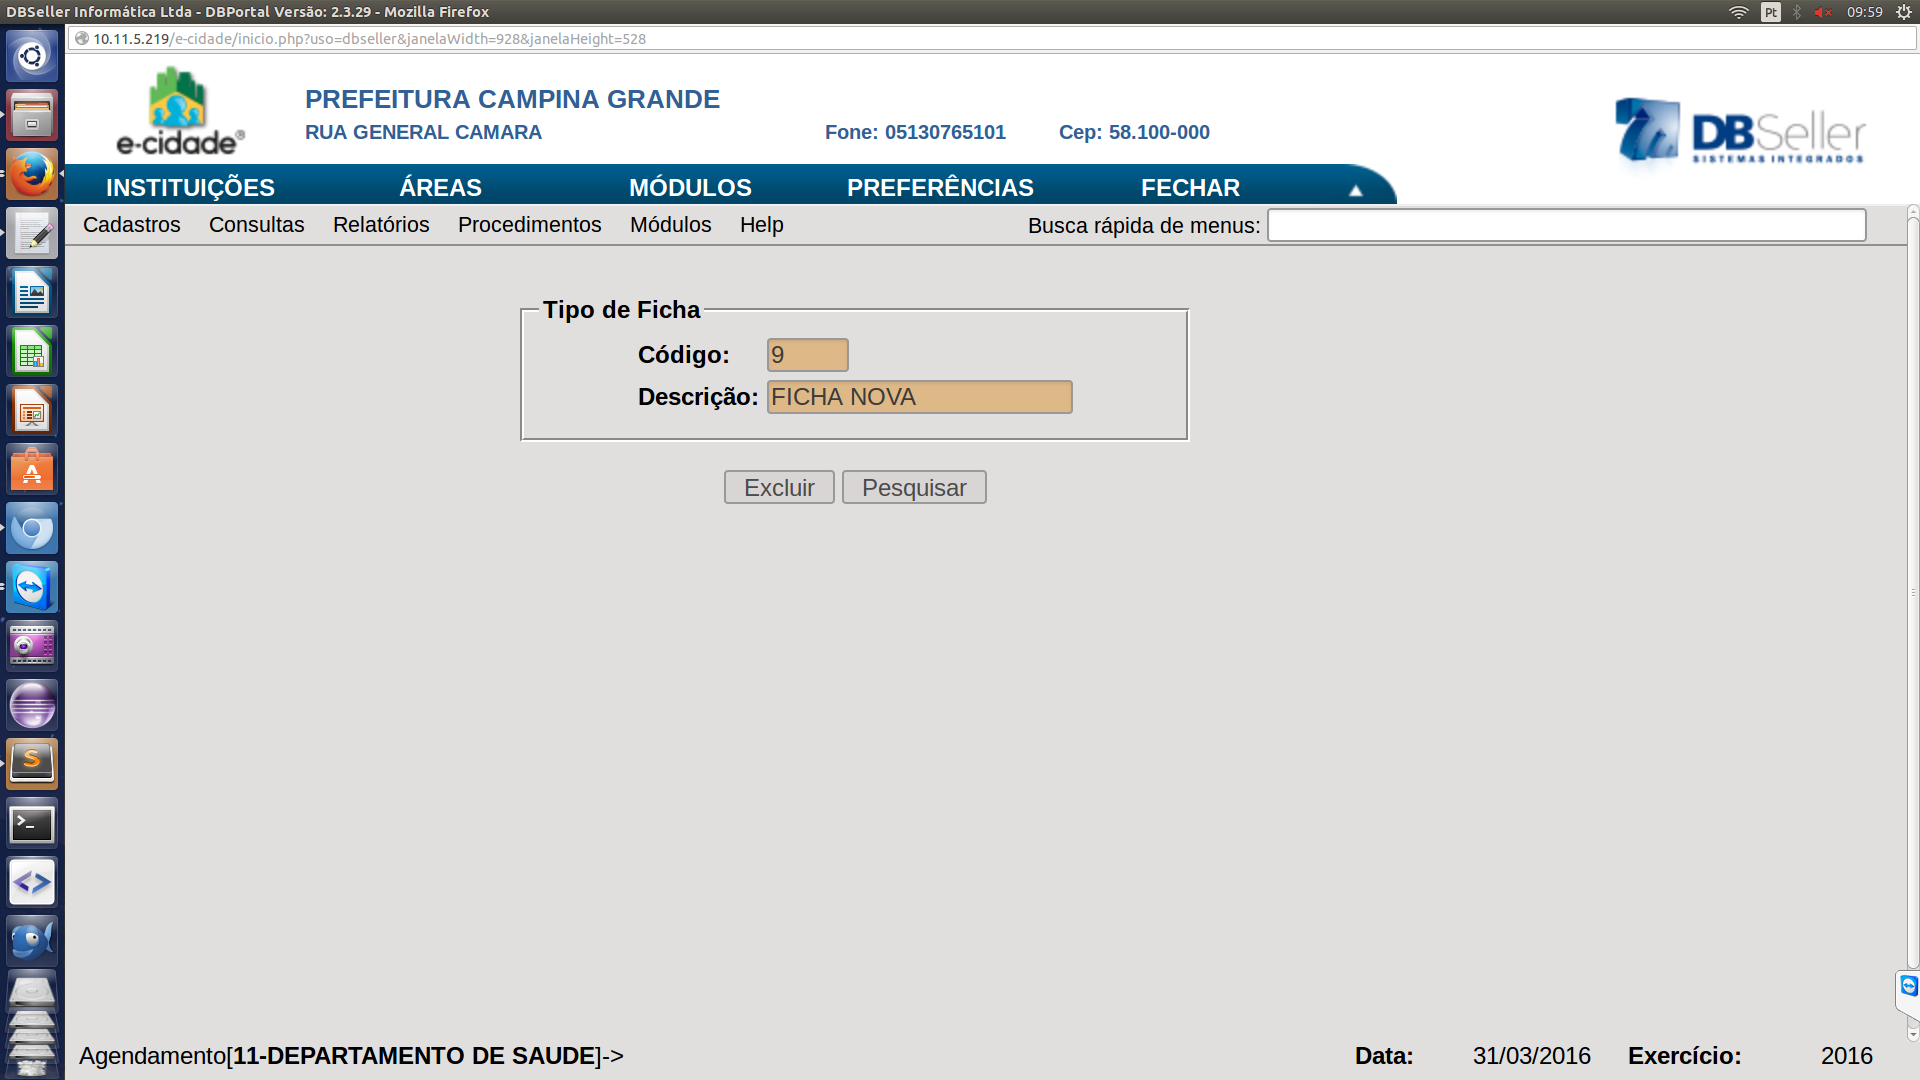 DBSeller Informática Ltda - DBPortal Versão: 2.3.29 - Mozilla Firefox
Pt
09:59
10.11.5.219/e-cidade/inicio.php?uso=dbseller&janelaWidth=928&janelaHeight=528
e-cidade®
PREFEITURA CAMPINA GRANDE
RUA GENERAL CAMARA
Fone: 05130765101
Cep: 58.100-000
DBSeller
SISTEMAS INTEGRADOS
INSTITUIÇÕES
ÁREAS
MÓDULOS
PREFERÊNCIAS
FECHAR
Cadastros
Consultas
Relatórios
Procedimentos
Módulos
Help
Busca rápida de menus:
Tipo de Ficha
Código: 9
Descrição: FICHA NOVA
Excluir
Pesquisar
Agendamento[11-DEPARTAMENTO DE SAUDE]->
Data: 31/03/2016
Exercício: 2016